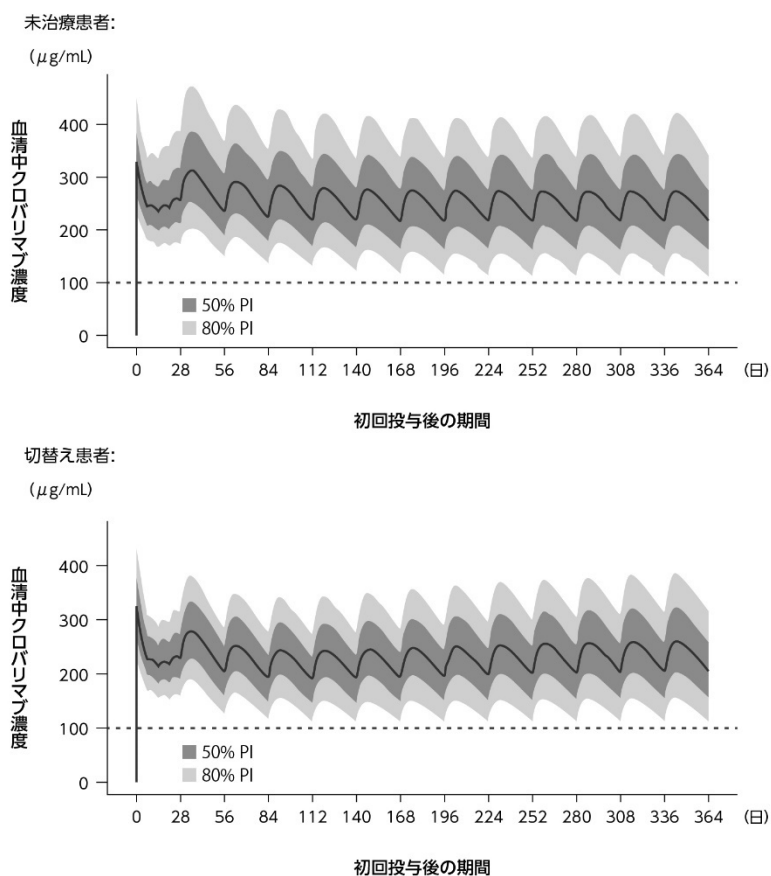 未治療患者:
(μg/mL)
血清中クロバリマブ濃度
400
300
200
100
0
50% PI
80% PI
0 28 56 84 112 140 168 196 224 252 280 308 336 364 (日)
初回投与後の期間
切替え患者:
(μg/mL)
血清中クロバリマブ濃度
400
300
200
100
0
50% PI
80% PI
0 28 56 84 112 140 168 196 224 252 280 308 336 364 (日)
初回投与後の期間